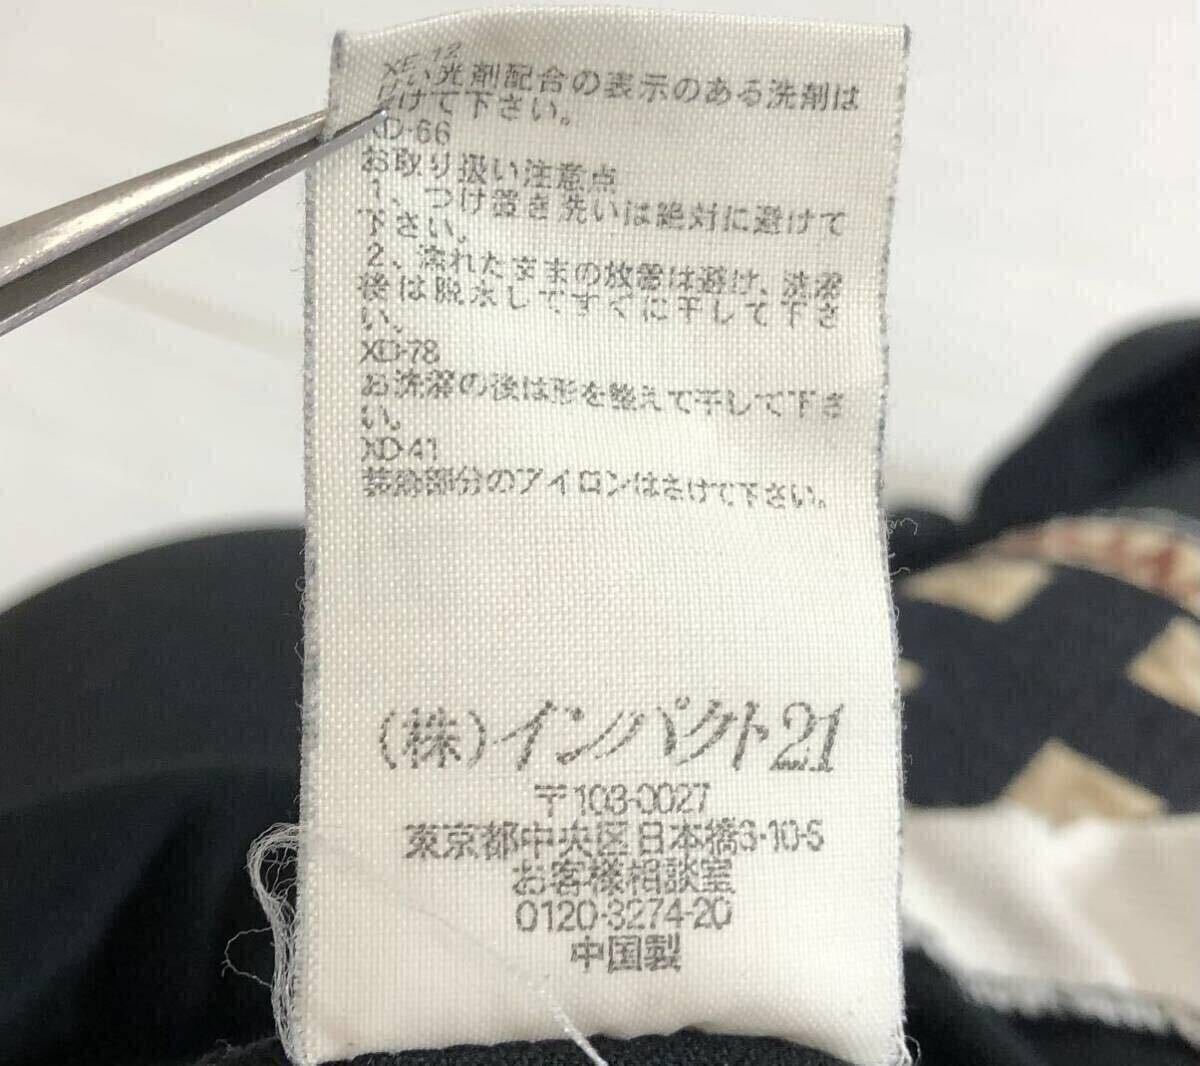 XE-12
けい光剤配合の表示のある洗剤は
さけて下さい。
XD-66
お取り扱い注意点
1、つけ置き洗いは絶対に避けて
下さい。
2、濡れたままの放置は避け、洗濯
後は脱水してすぐに干して下さ
い。
XD-78
お洗濯の後は形を整えて干して下さ
い。
XD-41
装飾部分のアイロンはさけて下さい。
(株)インパクト21
〒103-0027
東京都中央区日本橋3-10-5
お客様相談室
0120-3274-20
中国製